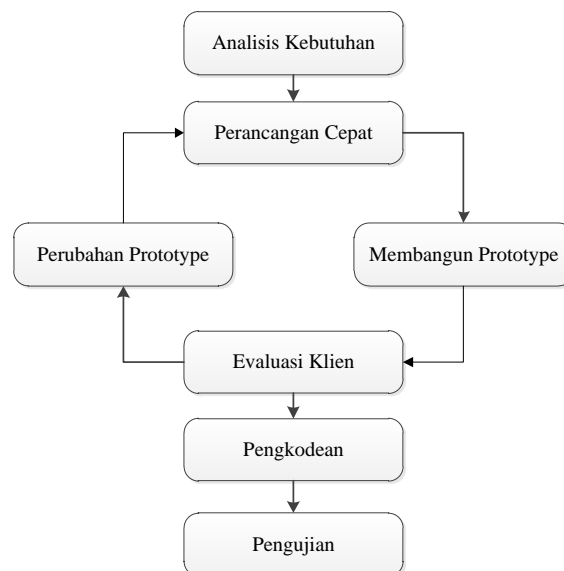 Analisis Kebutuhan
Perancangan Cepat
Perubahan Prototype
Membangun Prototype
Evaluasi Klien
Pengkodean
Pengujian